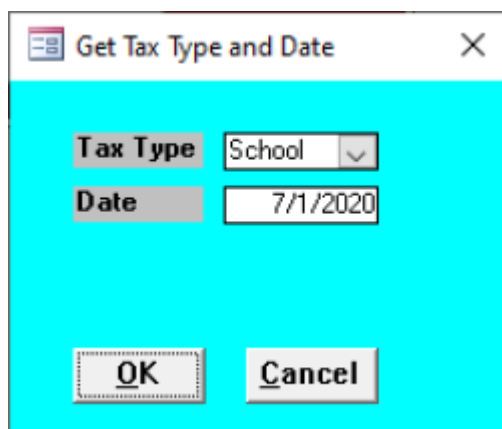 Get Tax Type and Date
Tax Type School
Date 7/1/2020
OK Cancel